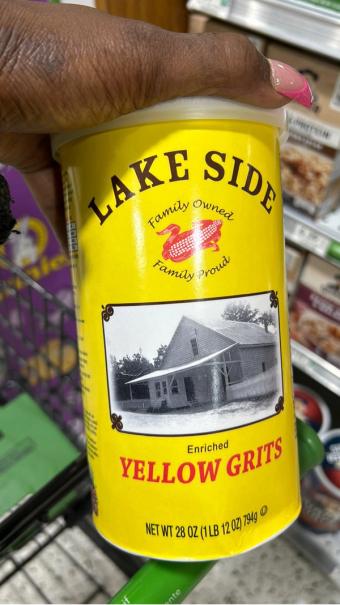 LAKE SIDE
Family Owned
Family Proud
Enriched
YELLOW GRITS
NET WT 28 OZ (1 LB 12 OZ) 794g U